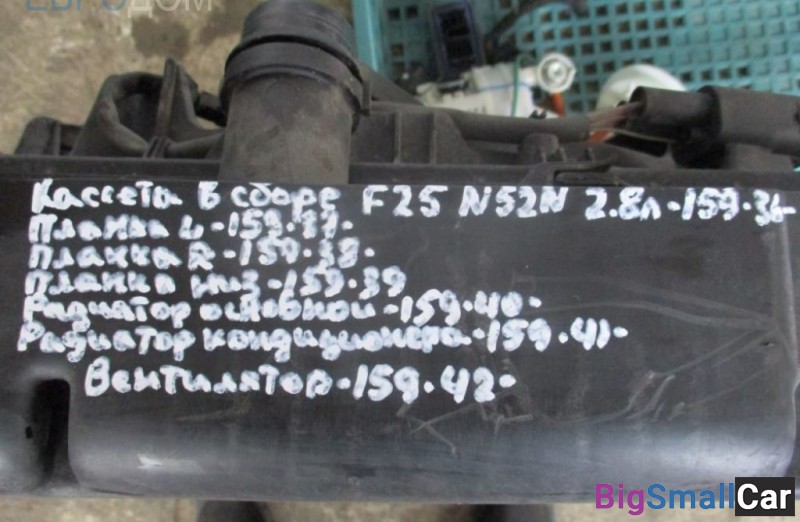 ЕВРОДОМ
Кассета в сборе F25 N52N 2.8л-159-36-
Планка L-159-37-
Планка R-159-38-
Планка низ-159-39
Радиатор основной-159-40-
Радиатор кондиционера-159-41-
Вентилятор-159-42-
BigSmallCar